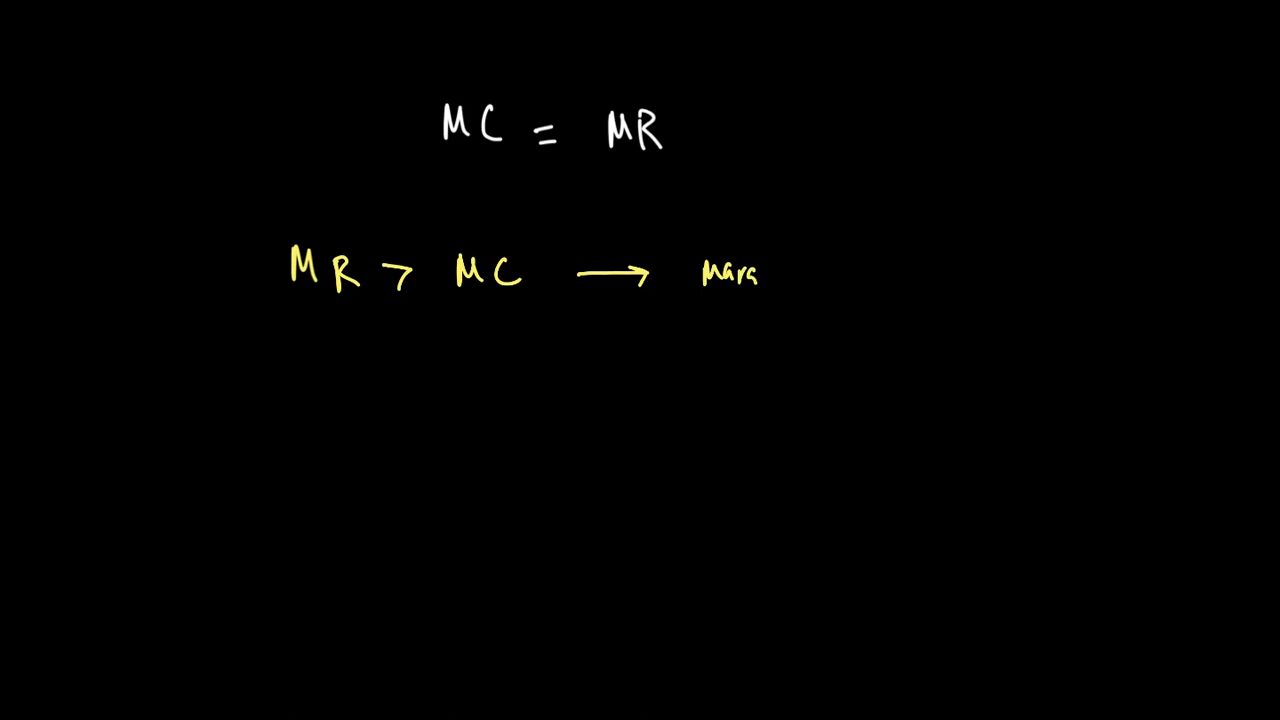 MC = MR
MR > MC → marg